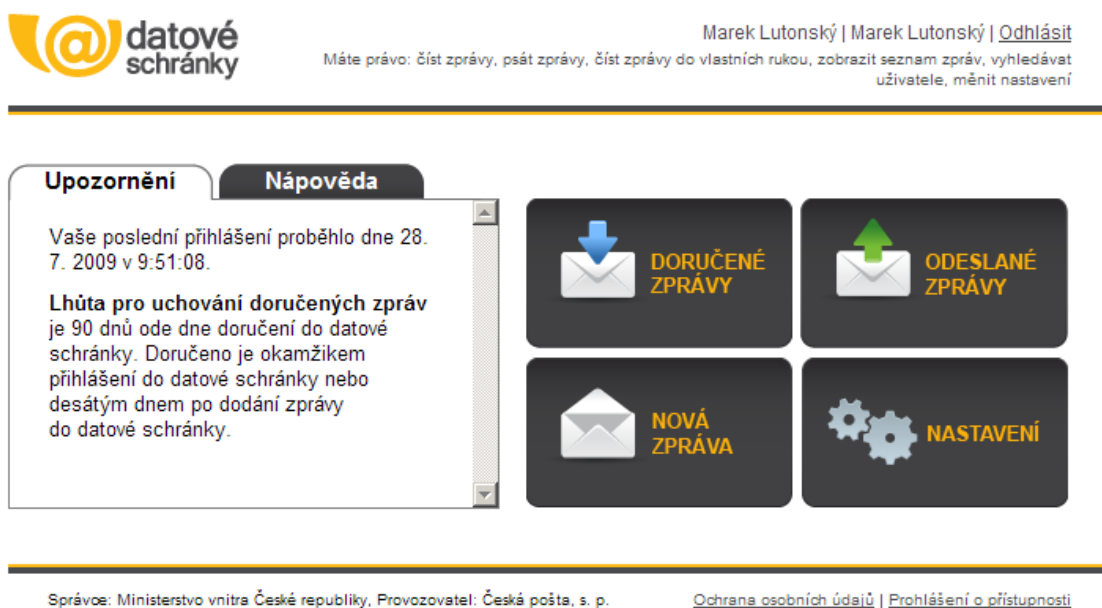 datové
schránky
Marek Lutonský | Marek Lutonský | Odhlásit
Máte právo: číst zprávy, psát zprávy, číst zprávy do vlastních rukou, zobrazit seznam zpráv, vyhledávat
uživatele, měnit nastavení
Upozornění
Nápověda
Vaše poslední přihlášení proběhlo dne 28.
7. 2009 v 9:51:08.
Lhůta pro uchování doručených zpráv
je 90 dnů ode dne doručení do datové
schránky. Doručeno je okamžikem
přihlášení do datové schránky nebo
desátým dnem po dodání zprávy
do datové schránky.
DORUČENÉ
ZPRÁVY
ODESLANÉ
ZPRÁVY
NOVÁ
ZPRÁVA
NASTAVENÍ
Správce: Ministerstvo vnitra České republiky, Provozovatel: Česká pošta, s. p.
Ochrana osobních údajů | Prohlášení o přístupnosti